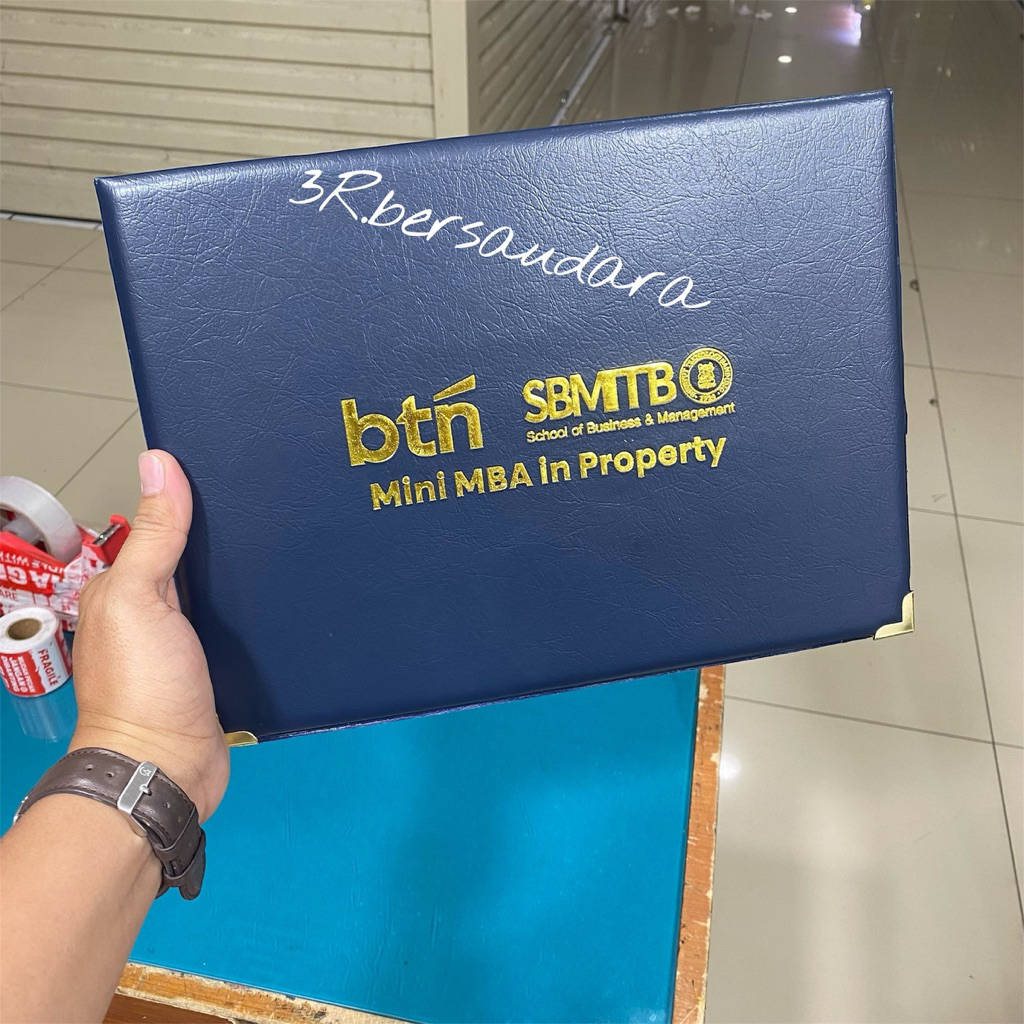 3R.bersaudara
btn
SBMITB
School of Business & Management
Mini MBA in Property
FRAGILE